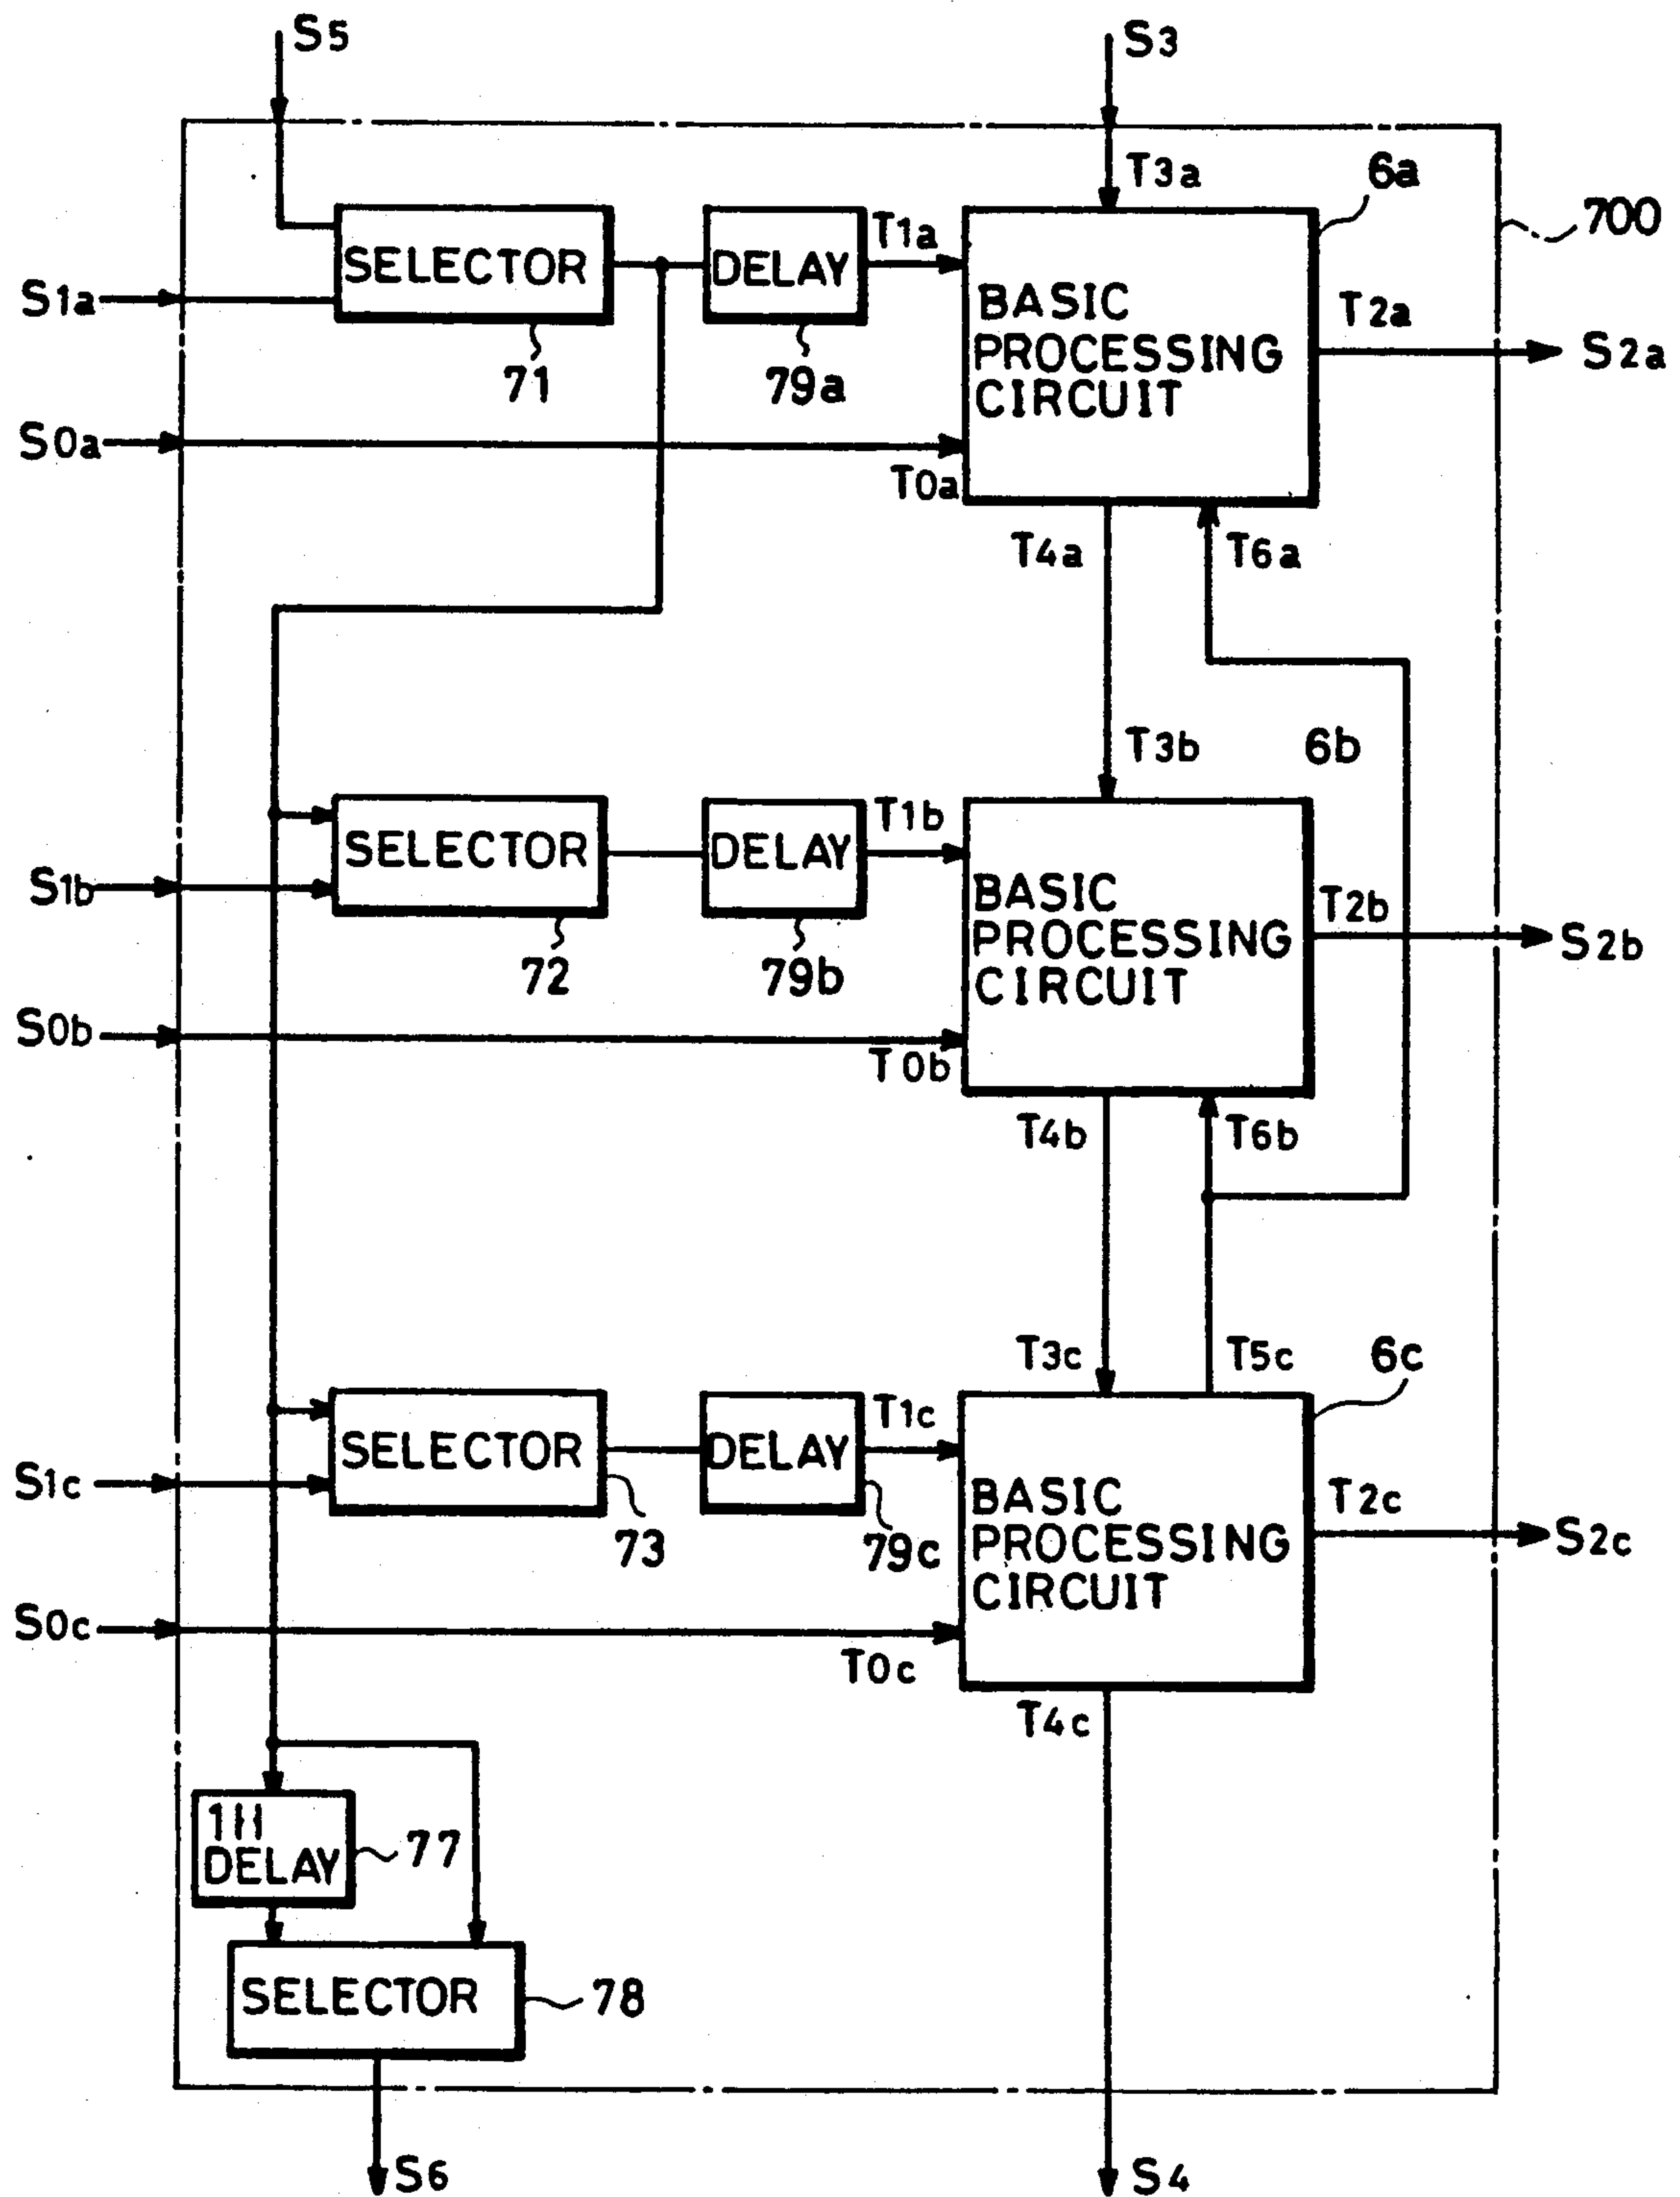 S5
S3
T3a
6a
700
SELECTOR
DELAY
T1a
S1a
71
79a
BASIC
PROCESSING
CIRCUIT
T2a
S2a
S0a
T0a
T4a
T6a
T3b
6b
SELECTOR
DELAY
T1b
S1b
72
79b
BASIC
PROCESSING
CIRCUIT
T2b
S2b
S0b
T0b
T4b
T6b
T3c
T5c
6c
SELECTOR
DELAY
T1c
S1c
73
79c
BASIC
PROCESSING
CIRCUIT
T2c
S2c
S0c
T0c
T4c
1H
DELAY
77
SELECTOR
78
S6
S4